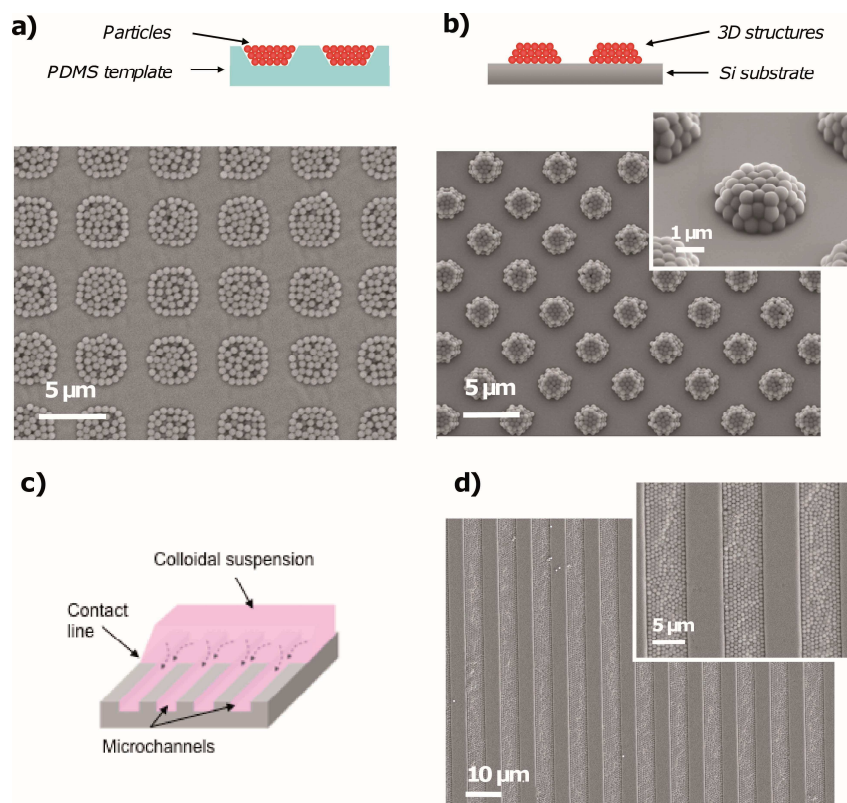 a)
Particles
PDMS template
5 µm
b)
3D structures
Si substrate
1 µm
5 µm
c)
Colloidal suspension
Contact
line
Microchannels
d)
5 µm
10 µm